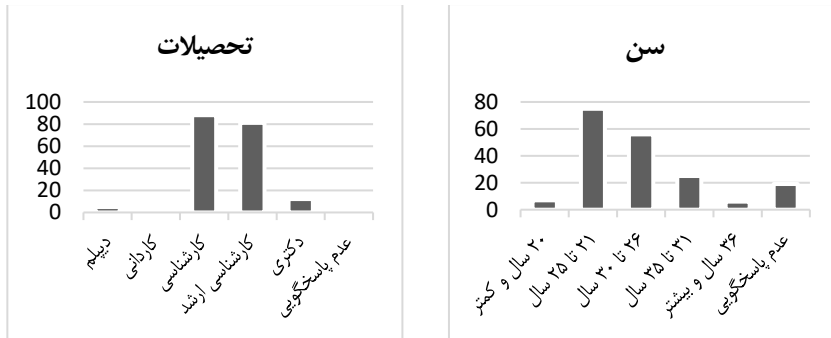 تحصیلات
100
80
60
40
20
0
دیپلم
کاردانی
کارشناسی
کارشناسی ارشد
دکتری
عدم پاسخگویی
سن
80
60
40
20
0
۲۰ سال و کمتر
۲۱ تا ۲۵ سال
۲۶ تا ۳۰ سال
۳۱ تا ۳۵ سال
۳۶ سال و بیشتر
عدم پاسخگویی